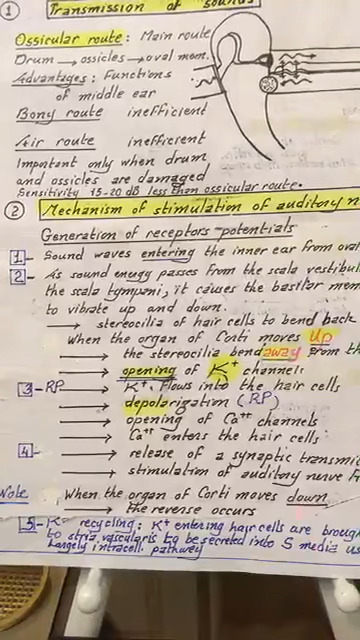 1 Transmission of sounds
Ossicular route: Main route
Drum → ossicles → oval mem.
Advantages: Functions
of middle ear
Bony route inefficient
Air route inefficient
Important only when drum
and ossicles are damaged
Sensitivity 15-20 dB less than ossicular route.
2 Mechanism of stimulation of auditory n
Generation of receptors-potentials
1- Sound waves entering the inner ear from ova
2- As sound enegy passes from the scala vestibul
the scala tympani, it causes the basilar mem
to vibrate up and down.
→ stereocilia of hair cells to bend back
When the organ of Corti moves Up
→ the stereocilia bend away from th
→ opening of K+ channels
3-RP → K+ flows into the hair cells
→ depolarization (RP)
→ opening of Ca++ channels
→ Ca++ enters the hair cells
4- → release of a synaptic transmi
→ stimulation of auditory nerve f
Note When the organ of Corti moves down
→ the reverse occurs
5- K+ recycling: K+ entering hair cells are broug
to stria vascularis to be secreted into S media
Largely intracell. pathway